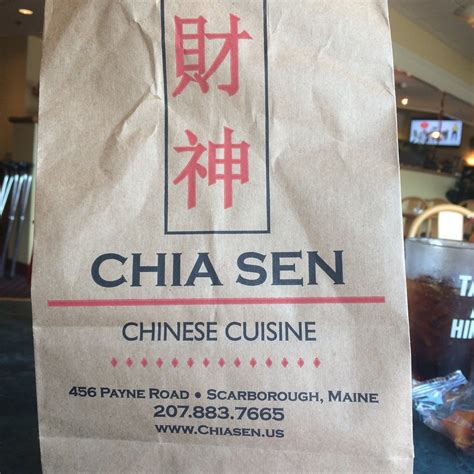 財
神
CHIA SEN
CHINESE CUISINE
456 PAYNE ROAD • SCARBOROUGH, MAINE
207.883.7665
WWW.CHIASEN.US